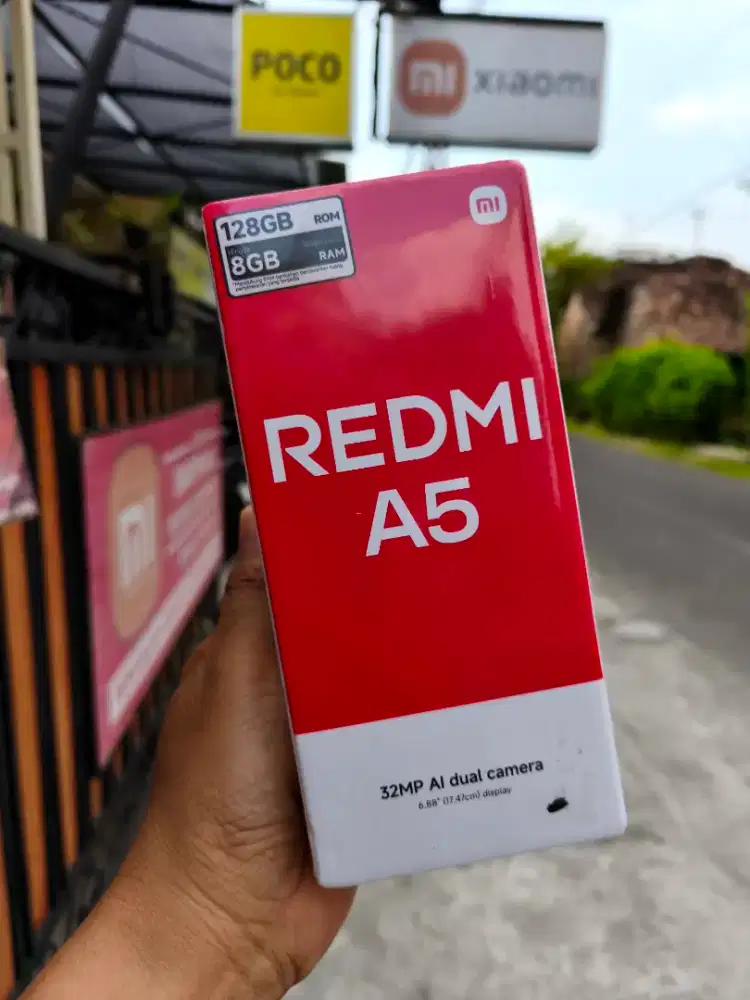 POCO
mi xiaomi
mi
128GB ROM
8GB RAM
REDMI
A5
mi
32MP AI dual camera
6.88" (17.47cm) display